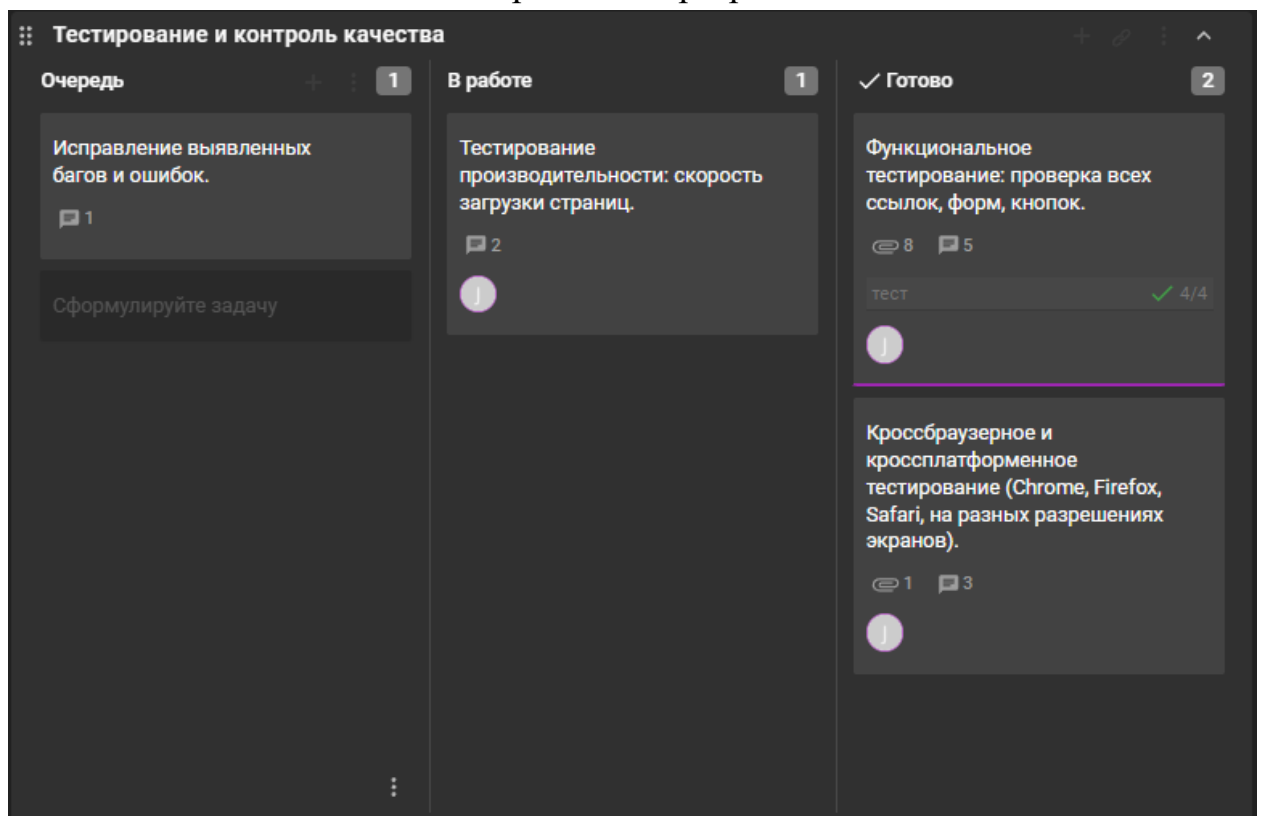 Тестирование и контроль качества
Очередь
1
Исправление выявленных
багов и ошибок.
1
Сформулируйте задачу
В работе
1
Тестирование
производительности: скорость
загрузки страниц.
2
J
Готово
2
Функциональное
тестирование: проверка всех
ссылок, форм, кнопок.
8 5
тест 4/4
J
Кроссбраузерное и
кроссплатформенное
тестирование (Chrome, Firefox,
Safari, на разных разрешениях
экранов).
1 3
J